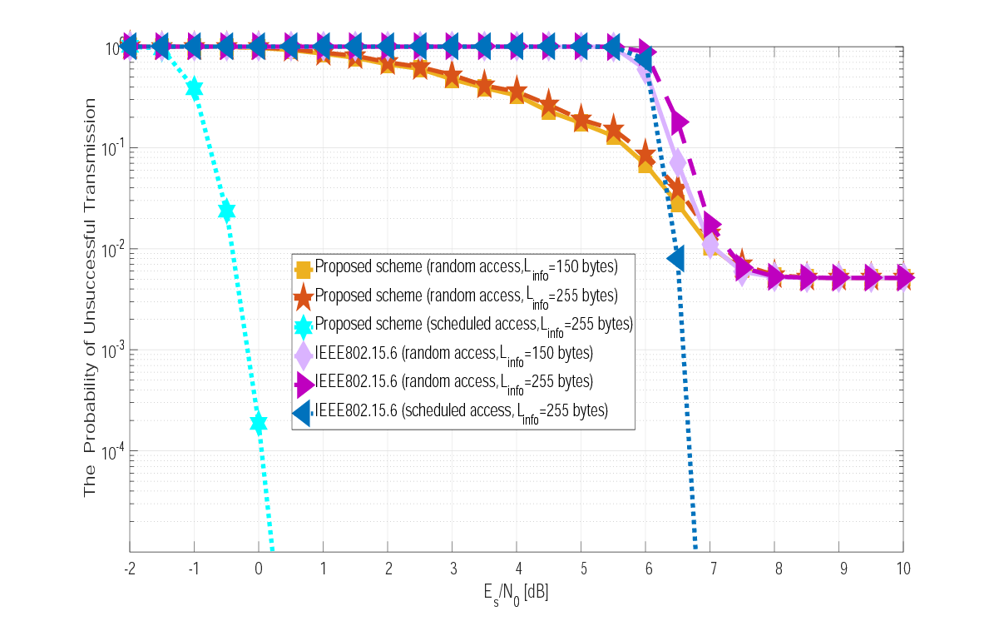 The Probability of Unsuccessful Transmission
10^0
10^-1
10^-2
10^-3
10^-4
Proposed scheme (random access,L_info=150 bytes)
Proposed scheme (random access, L_info=255 bytes)
Proposed scheme (scheduled access,L_info=255 bytes)
IEEE802.15.6 (random access,L_info=150 bytes)
IEEE802.15.6 (random access,L_info=255 bytes)
IEEE802.15.6 (scheduled access, L_info=255 bytes)
-2 -1 0 1 2 3 4 5 6 7 8 9 10
E_s/N_0 [dB]